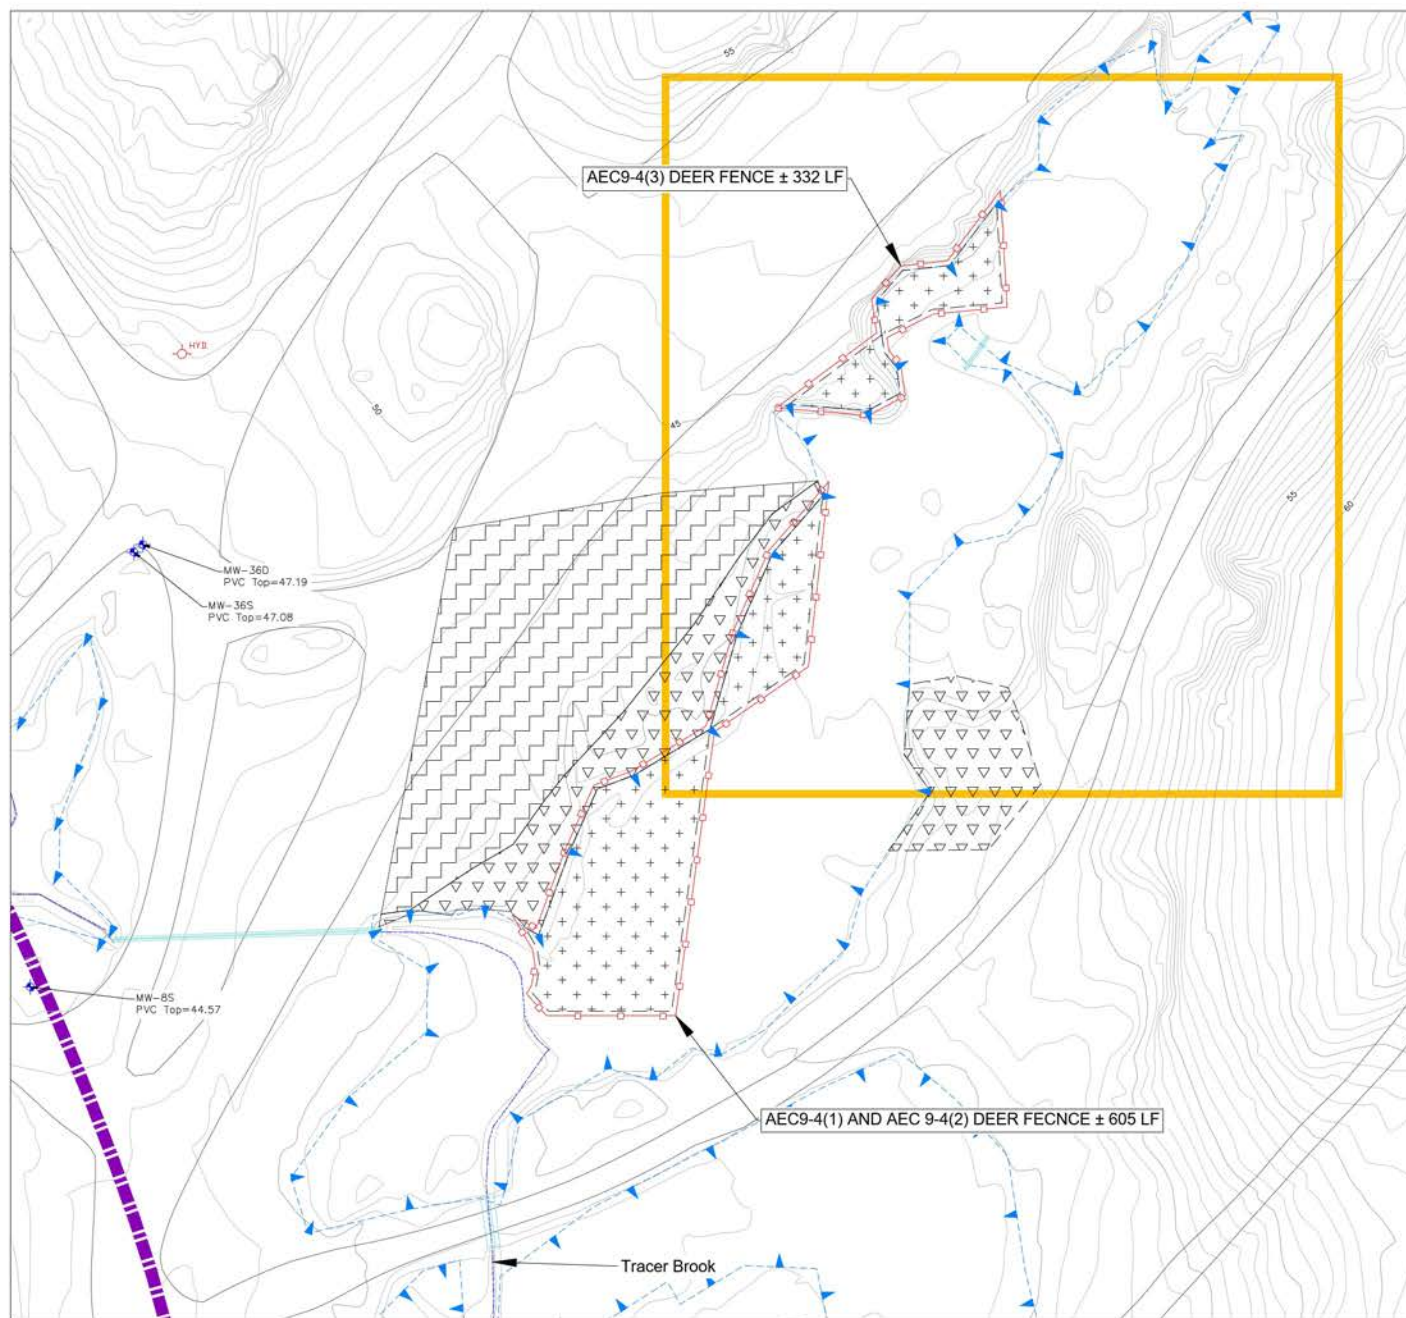 55
AEC9-4(3) DEER FENCE ± 332 LF
HYD
50
45
55
60
MW-36D
PVC Top=47.19
MW-36S
PVC Top=47.08
MW-8S
PVC Top=44.57
AEC9-4(1) AND AEC 9-4(2) DEER FECNCE ± 605 LF
Tracer Brook